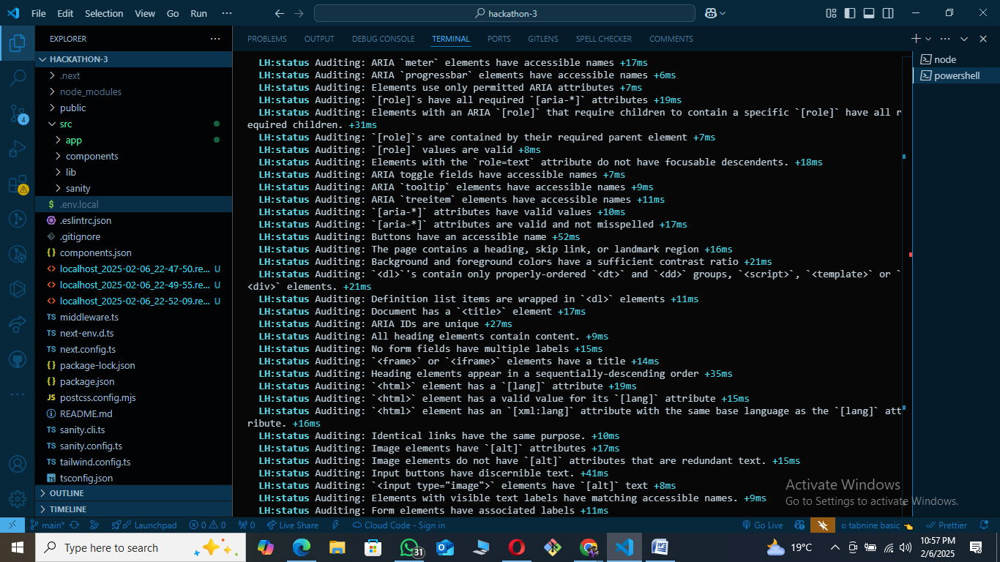 File Edit Selection View Go Run ···
hackathon-3
EXPLORER
HACKATHON-3
.next
node_modules
public
src
app
components
lib
sanity
.env.local
.eslintrc.json
.gitignore
components.json
localhost_2025-02-06_22-47-50.re... U
localhost_2025-02-06_22-49-55.re... U
localhost_2025-02-06_22-52-09.re... U
middleware.ts
next-env.d.ts
next.config.ts
package-lock.json
package.json
postcss.config.mjs
README.md
sanity.cli.ts
sanity.config.ts
tailwind.config.ts
tsconfig.json
OUTLINE
TIMELINE
4
PROBLEMS OUTPUT DEBUG CONSOLE TERMINAL PORTS GITLENS SPELL CHECKER COMMENTS
LH:status Auditing: ARIA `meter` elements have accessible names +17ms
LH:status Auditing: ARIA `progressbar` elements have accessible names +6ms
LH:status Auditing: Elements use only permitted ARIA attributes +7ms
LH:status Auditing: `[role]`s have all required `[aria-*]` attributes +19ms
LH:status Auditing: Elements with an ARIA `[role]` that require children to contain a specific `[role]` have all r
equired children. +31ms
LH:status Auditing: `[role]`s are contained by their required parent element +7ms
LH:status Auditing: `[role]` values are valid +8ms
LH:status Auditing: Elements with the `role=text` attribute do not have focusable descendents. +18ms
LH:status Auditing: ARIA toggle fields have accessible names +7ms
LH:status Auditing: ARIA `tooltip` elements have accessible names +9ms
LH:status Auditing: ARIA `treeitem` elements have accessible names +11ms
LH:status Auditing: `[aria-*]` attributes have valid values +10ms
LH:status Auditing: `[aria-*]` attributes are valid and not misspelled +17ms
LH:status Auditing: Buttons have an accessible name +52ms
LH:status Auditing: The page contains a heading, skip link, or landmark region +16ms
LH:status Auditing: Background and foreground colors have a sufficient contrast ratio +21ms
LH:status Auditing: `<dl>`'s contain only properly-ordered `<dt>` and `<dd>` groups, `<script>`, `<template>` or `
<div>` elements. +21ms
LH:status Auditing: Definition list items are wrapped in `<dl>` elements +11ms
LH:status Auditing: Document has a `<title>` element +17ms
LH:status Auditing: ARIA IDs are unique +27ms
LH:status Auditing: All heading elements contain content. +9ms
LH:status Auditing: No form fields have multiple labels +15ms
LH:status Auditing: `<frame>` or `<iframe>` elements have a title +14ms
LH:status Auditing: Heading elements appear in a sequentially-descending order +35ms
LH:status Auditing: `<html>` element has a `[lang]` attribute +19ms
LH:status Auditing: `<html>` element has a valid value for its `[lang]` attribute +15ms
LH:status Auditing: `<html>` element has an `[xml:lang]` attribute with the same base language as the `[lang]` att
ribute. +16ms
LH:status Auditing: Identical links have the same purpose. +10ms
LH:status Auditing: Image elements have `[alt]` attributes +17ms
LH:status Auditing: Image elements do not have `[alt]` attributes that are redundant text. +15ms
LH:status Auditing: Input buttons have discernible text. +41ms
LH:status Auditing: `<input type="image">` elements have `[alt]` text +8ms
LH:status Auditing: Elements with visible text labels have matching accessible names. +9ms
LH:status Auditing: Form elements have associated labels +11ms
node
powershell
Activate Windows
Go to Settings to activate Windows.
main* Launchpad 0 0 0 Live Share Cloud Code - Sign in Go Live tabnine basic Prettier
Type here to search
31
19°C
10:57 PM
2/6/2025